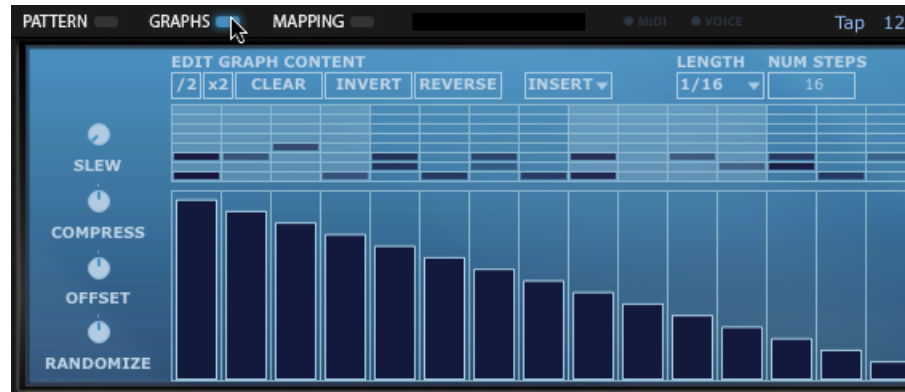 PATTERN GRAPHS MAPPING MIDI VOICE Tap 12
EDIT GRAPH CONTENT LENGTH NUM STEPS
/2 x2 CLEAR INVERT REVERSE INSERT 1/16 16
SLEW
COMPRESS
OFFSET
RANDOMIZE